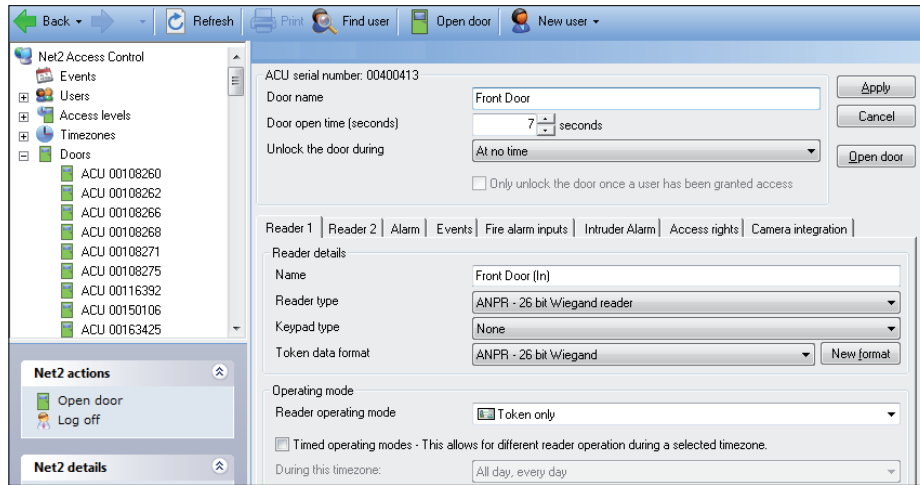 Back Refresh Print Find user Open door New user
Net2 Access Control
Events
Users
Access levels
Timezones
Doors
ACU 00108260
ACU 00108262
ACU 00108266
ACU 00108268
ACU 00108271
ACU 00108275
ACU 00116392
ACU 00150106
ACU 00163425
Net2 actions
Open door
Log off
Net2 details
ACU serial number: 00400413
Door name Front Door
Door open time (seconds) 7 seconds
Unlock the door during At no time
Only unlock the door once a user has been granted access
Apply
Cancel
Open door
Reader 1 Reader 2 Alarm Events Fire alarm inputs Intruder Alarm Access rights Camera integration
Reader details
Name Front Door (In)
Reader type ANPR - 26 bit Wiegand reader
Keypad type None
Token data format ANPR - 26 bit Wiegand New format
Operating mode
Reader operating mode Token only
Timed operating modes - This allows for different reader operation during a selected timezone.
During this timezone: All day, every day